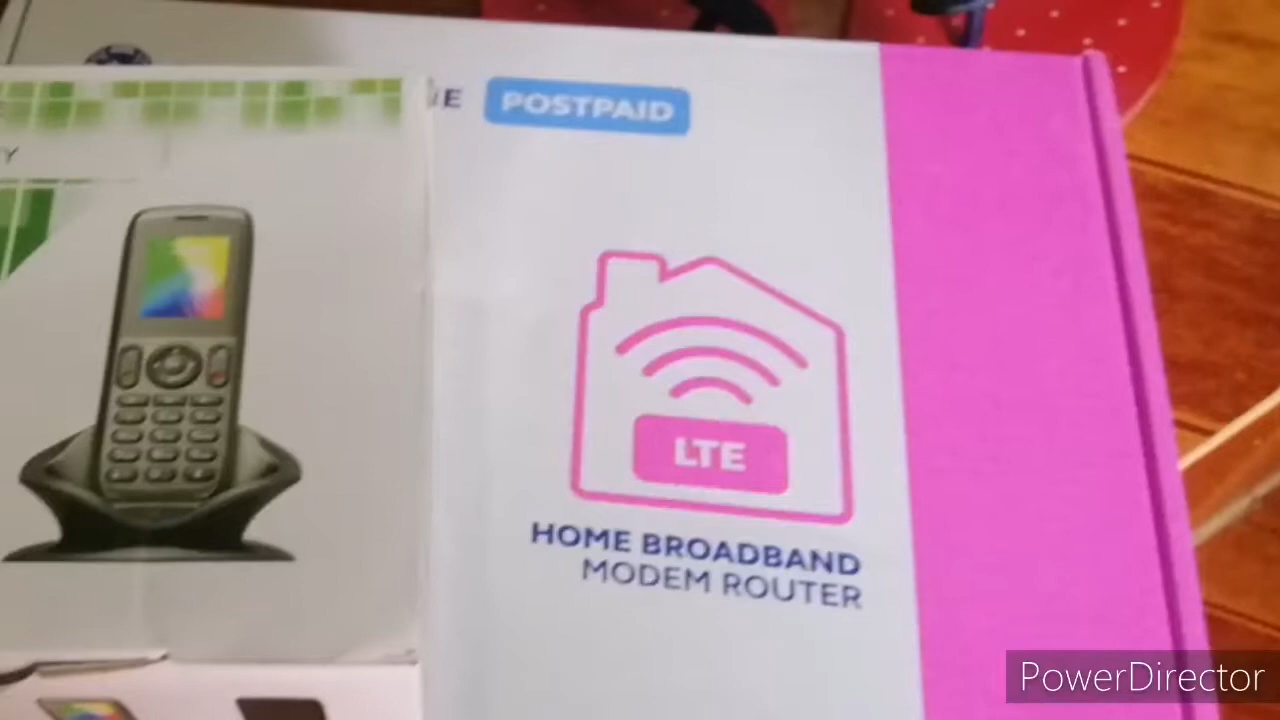 POSTPAID
LTE
HOME BROADBAND
MODEM ROUTER
PowerDirector